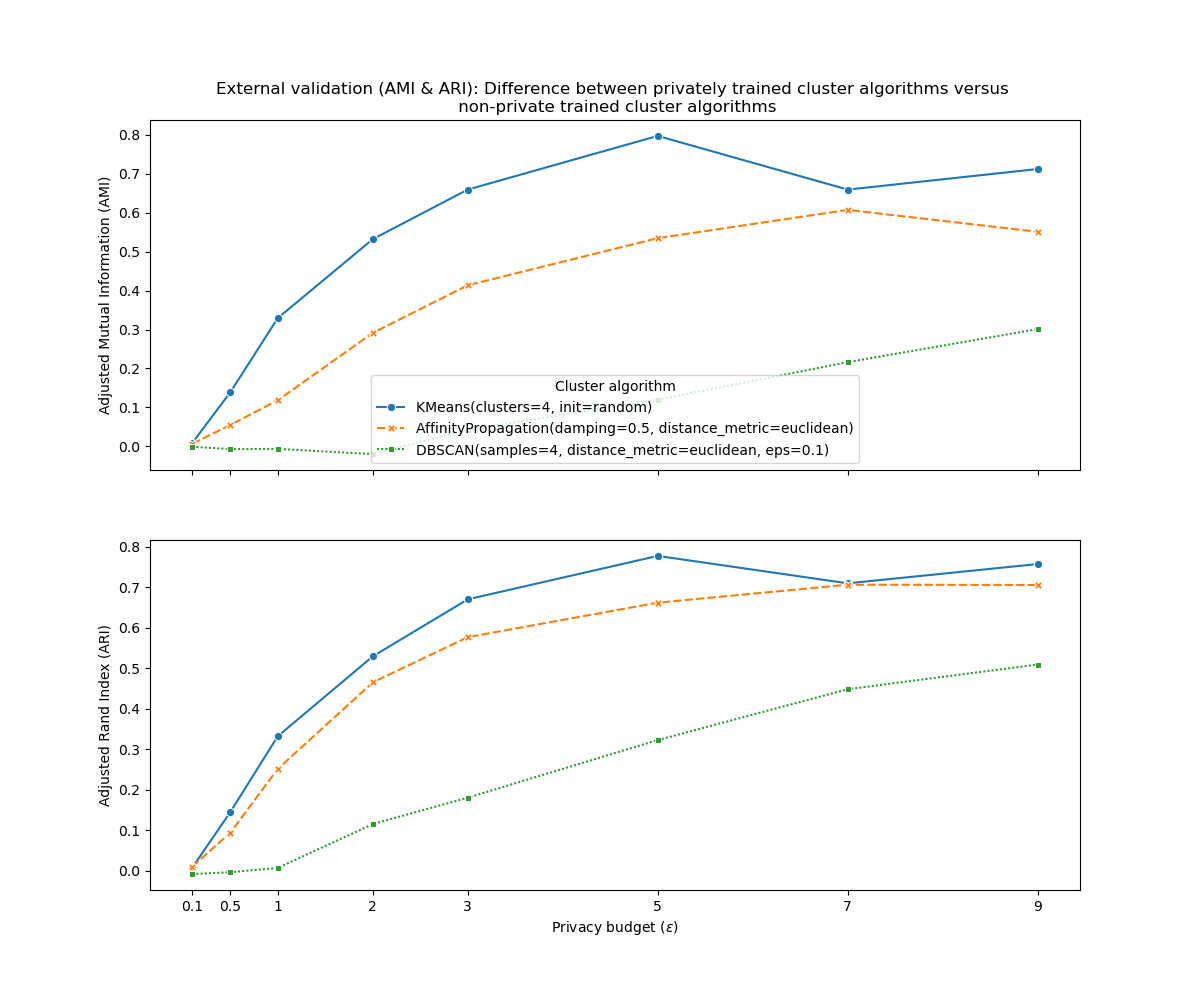 External validation (AMI & ARI): Difference between privately trained cluster algorithms versus
non-private trained cluster algorithms
Adjusted Mutual Information (AMI)
0.8
0.7
0.6
0.5
0.4
0.3
0.2
0.1
0.0
Cluster algorithm
KMeans(clusters=4, init=random)
AffinityPropagation(damping=0.5, distance_metric=euclidean)
DBSCAN(samples=4, distance_metric=euclidean, eps=0.1)
Adjusted Rand Index (ARI)
0.8
0.7
0.6
0.5
0.4
0.3
0.2
0.1
0.0
0.1 0.5 1 2 3 5 7 9
Privacy budget (ε)